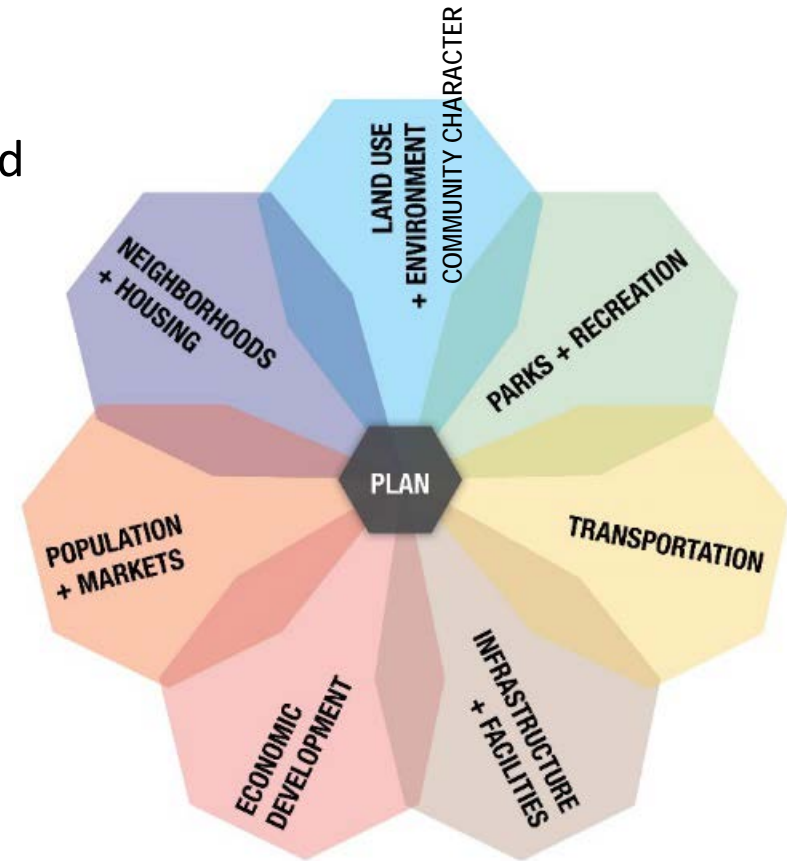 d
LAND USE
+ ENVIRONMENT
COMMUNITY CHARACTER
PARKS + RECREATION
TRANSPORTATION
INFRASTRUCTURE
+ FACILITIES
ECONOMIC
DEVELOPMENT
POPULATION
+ MARKETS
NEIGHBORHOODS
+ HOUSING
PLAN